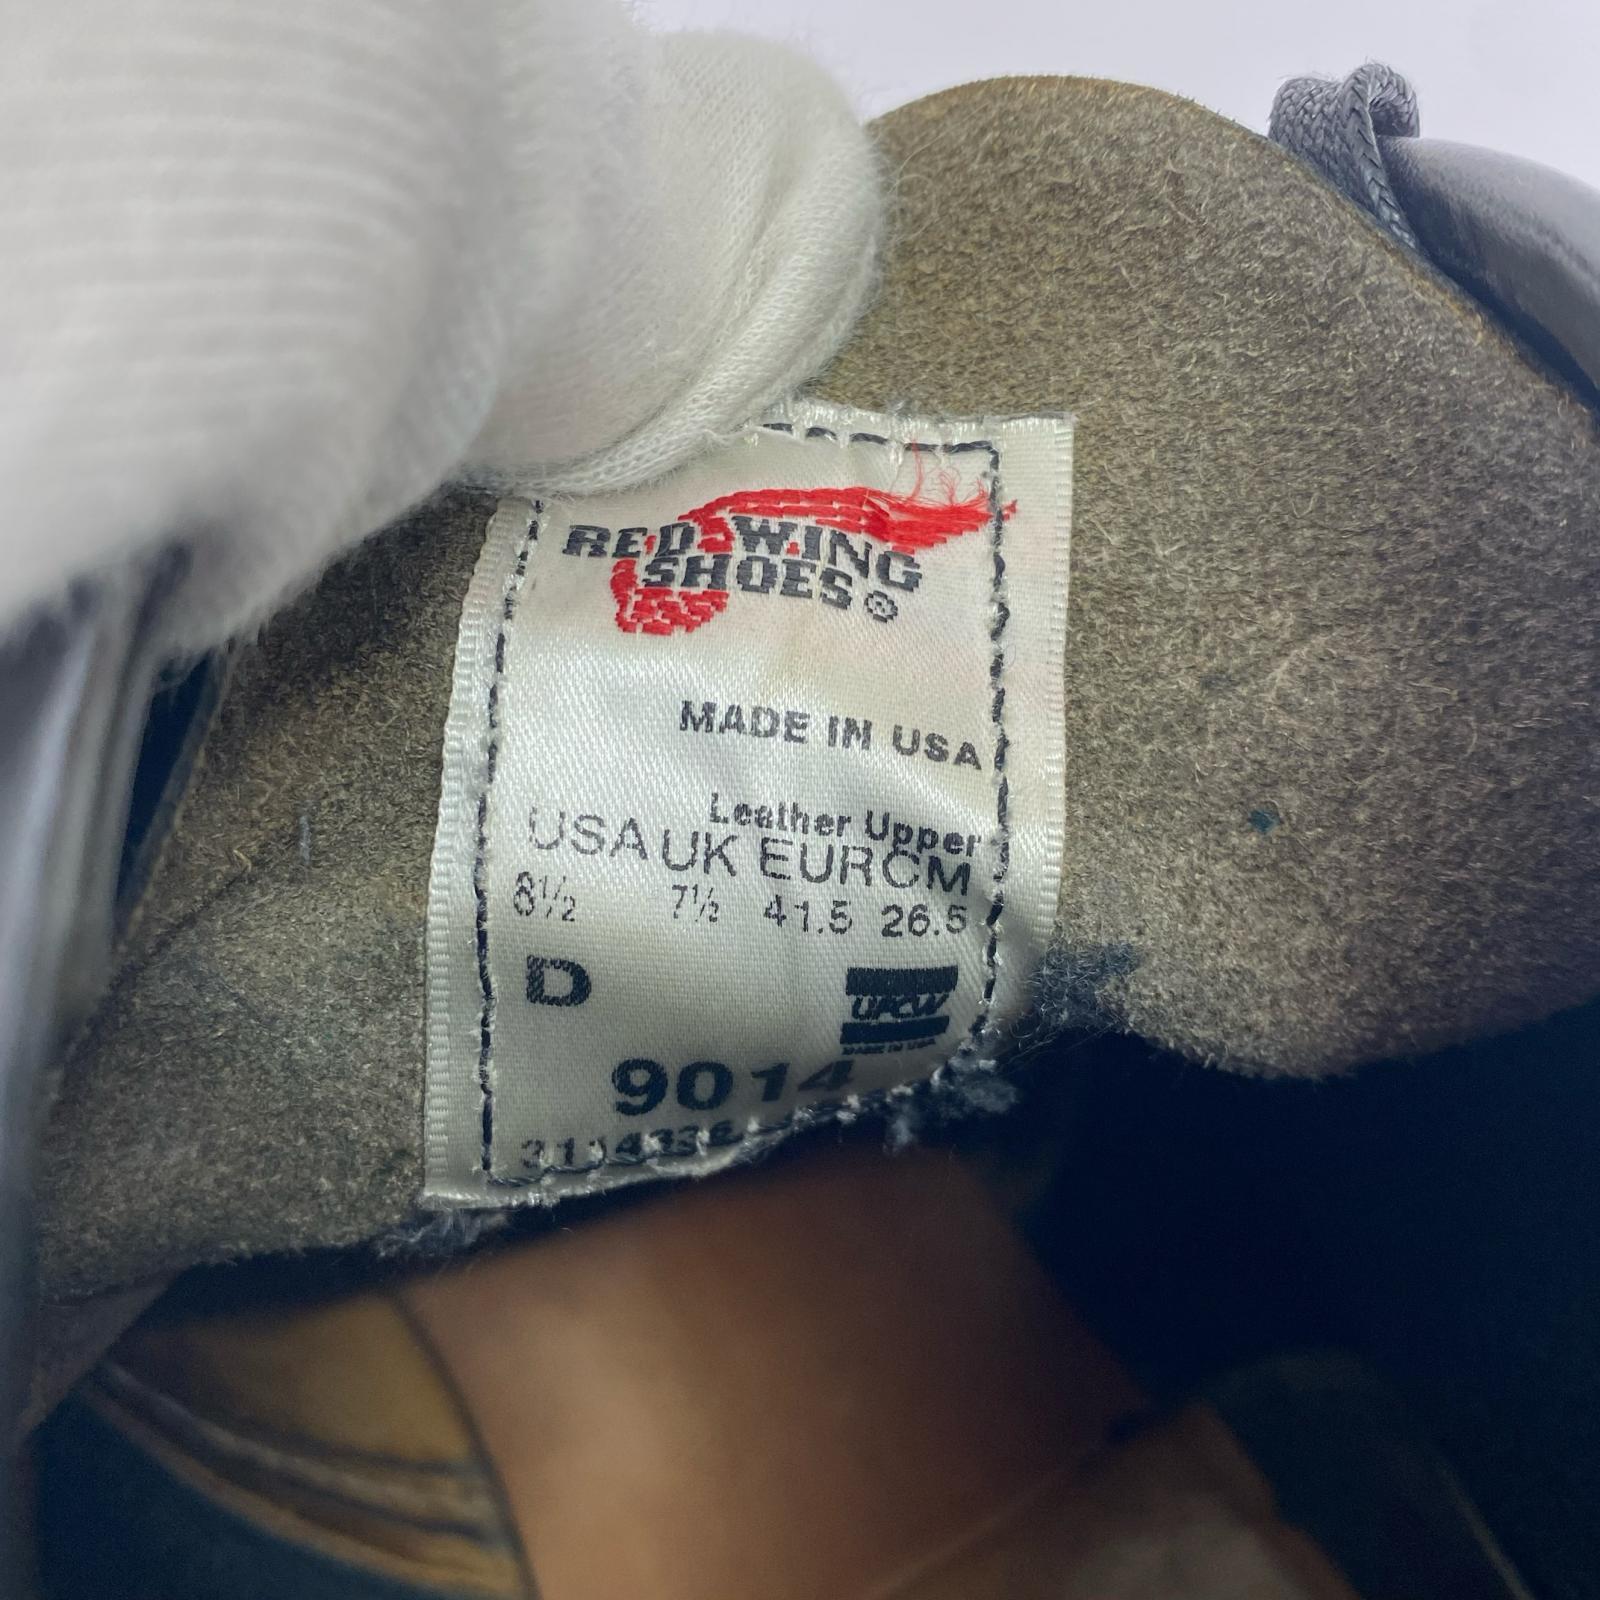 RED WING
SHOES®
MADE IN USA
Leather Upper
USA UK EUR CM
8½ 7½ 41.5 26.5
D
UFCW
MADE IN USA
9014